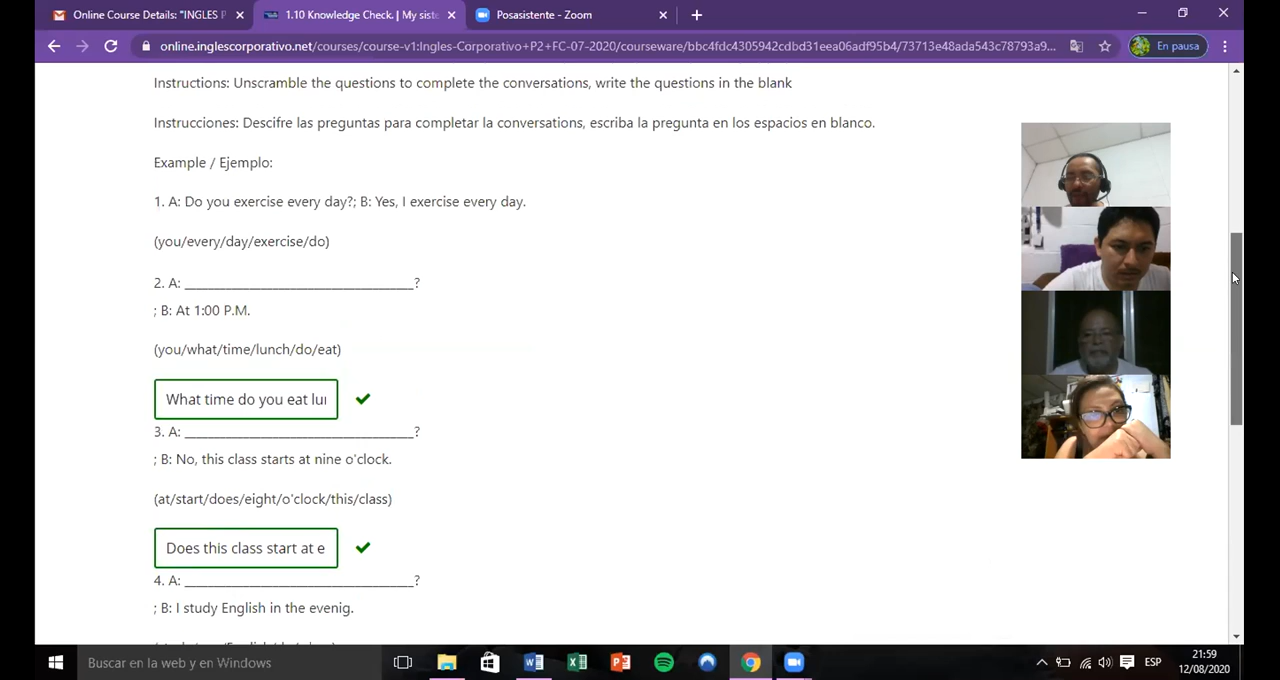 Online Course Details: "INGLES P
1.10 Knowledge Check. | My siste
Posasistente - Zoom
online.inglescorporativo.net/courses/course-v1:Ingles-Corporativo+P2+FC-07-2020/courseware/bbc4fdc4305942cdbd31eea06adf95b4/73713e48ada543c78793a9...
En pausa
Instructions: Unscramble the questions to complete the conversations, write the questions in the blank
Instrucciones: Descifre las preguntas para completar la conversations, escriba la pregunta en los espacios en blanco.
Example / Ejemplo:
1. A: Do you exercise every day?; B: Yes, I exercise every day.
(you/every/day/exercise/do)
2. A: __________________________________?
; B: At 1:00 P.M.
(you/what/time/lunch/do/eat)
What time do you eat lun
3. A: __________________________________?
; B: No, this class starts at nine o'clock.
(at/start/does/eight/o'clock/this/class)
Does this class start at e
4. A: __________________________________?
; B: I study English in the evenig.
Buscar en la web y en Windows
ESP
21:59
12/08/2020